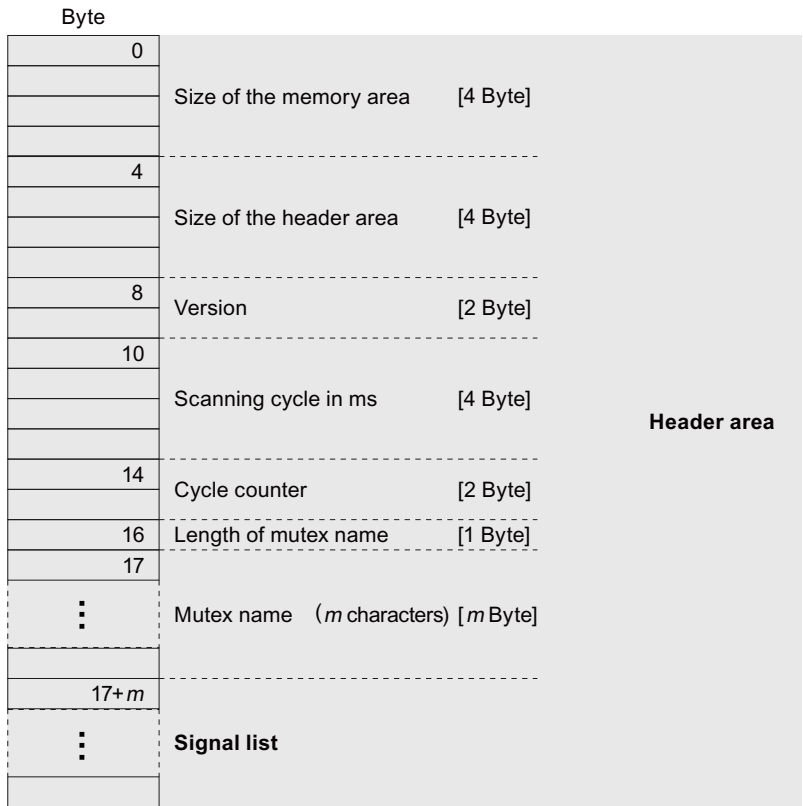 Byte
0
Size of the memory area [4 Byte]
4
Size of the header area [4 Byte]
8
Version [2 Byte]
10
Scanning cycle in ms [4 Byte]
Header area
14
Cycle counter [2 Byte]
16 Length of mutex name [1 Byte]
17
Mutex name (m characters) [m Byte]
17+m
Signal list